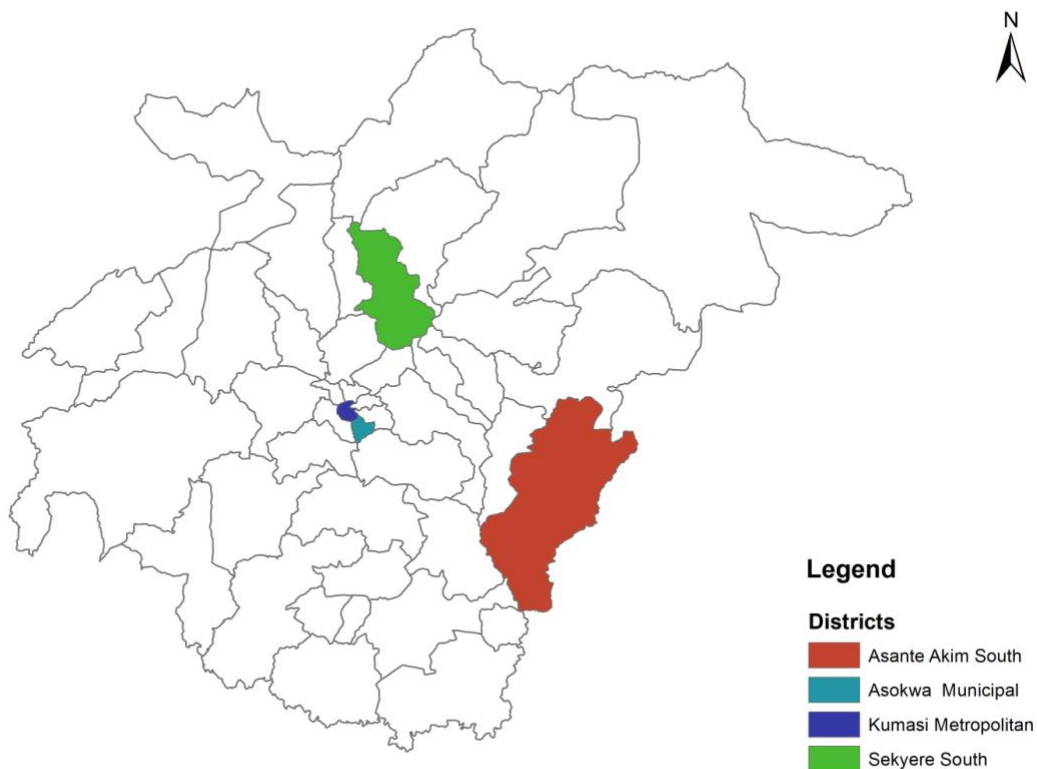 N
Legend
Districts
Asante Akim South
Asokwa Municipal
Kumasi Metropolitan
Sekyere South